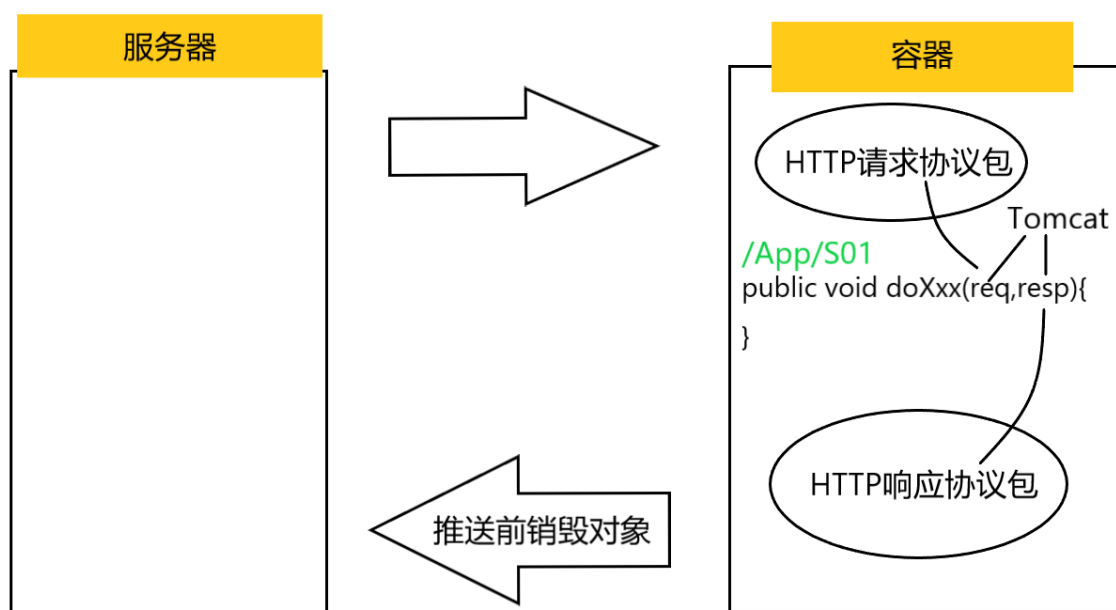 服务器
容器
HTTP请求协议包
Tomcat
/App/S01
public void doXxx(req,resp){
}
HTTP响应协议包
推送前销毁对象